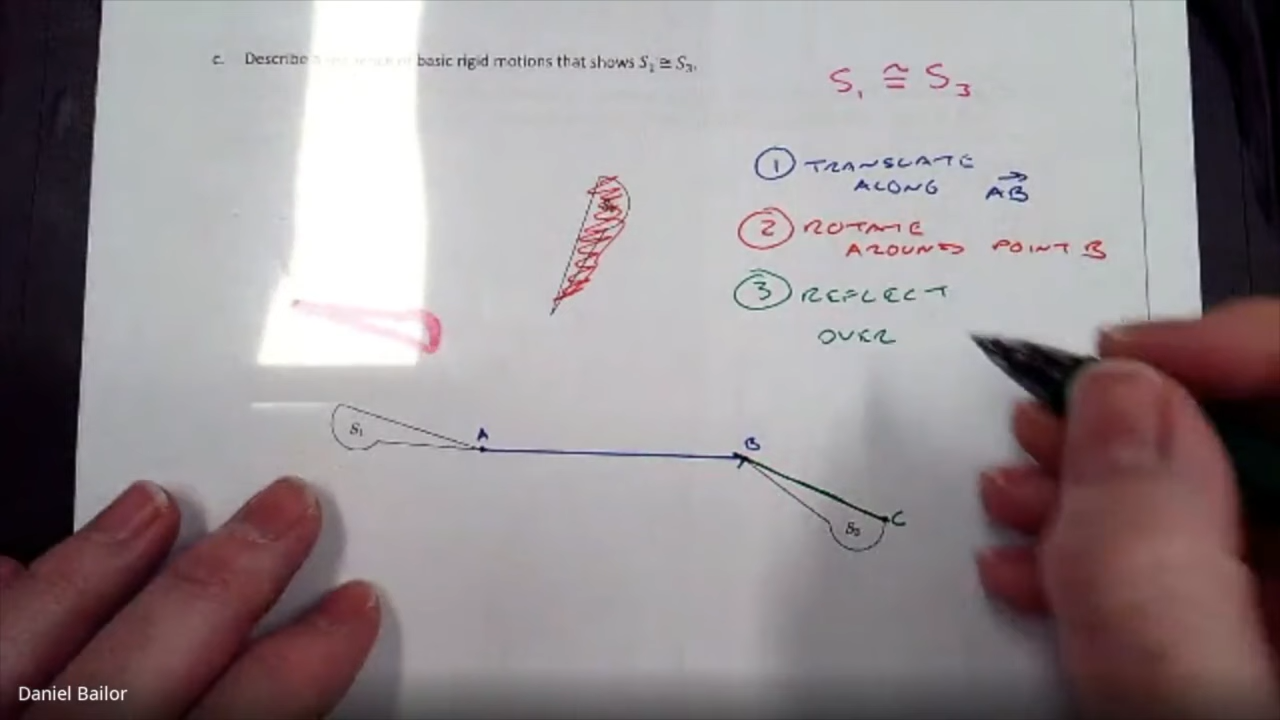 c. Describe basic rigid motions that shows S₁ ≅ S₃.
S₁ ≅ S₃
① TRANSLATE
ALONG AB→
② ROTATE
AROUND POINT B
③ REFLECT
OVER
S₁
A
B
C
S₃
Daniel Bailor